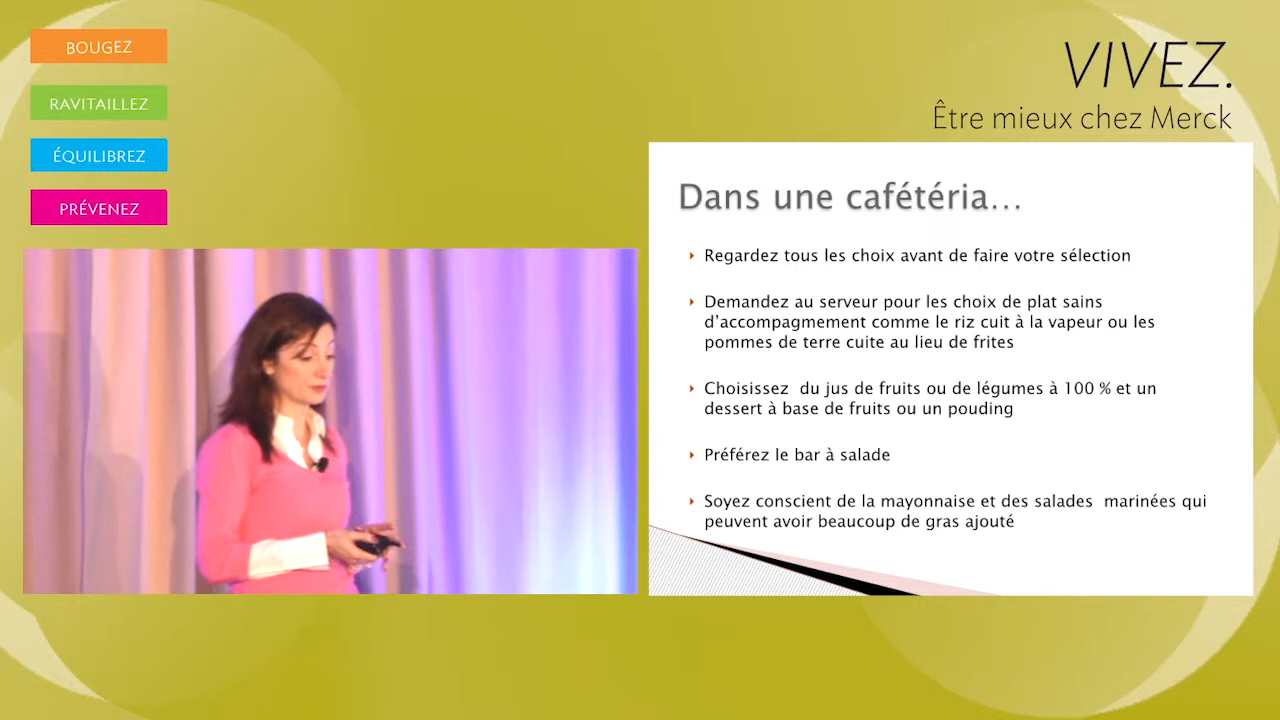 BOUGEZ
RAVITAILLEZ
ÉQUILIBREZ
PRÉVENEZ
VIVEZ.
Être mieux chez Merck
Dans une cafétéria...
Regardez tous les choix avant de faire votre sélection
Demandez au serveur pour les choix de plat sains
d'accompagmement comme le riz cuit à la vapeur ou les
pommes de terre cuite au lieu de frites
Choisissez du jus de fruits ou de légumes à 100 % et un
dessert à base de fruits ou un pouding
Préférez le bar à salade
Soyez conscient de la mayonnaise et des salades marinées qui
peuvent avoir beaucoup de gras ajouté